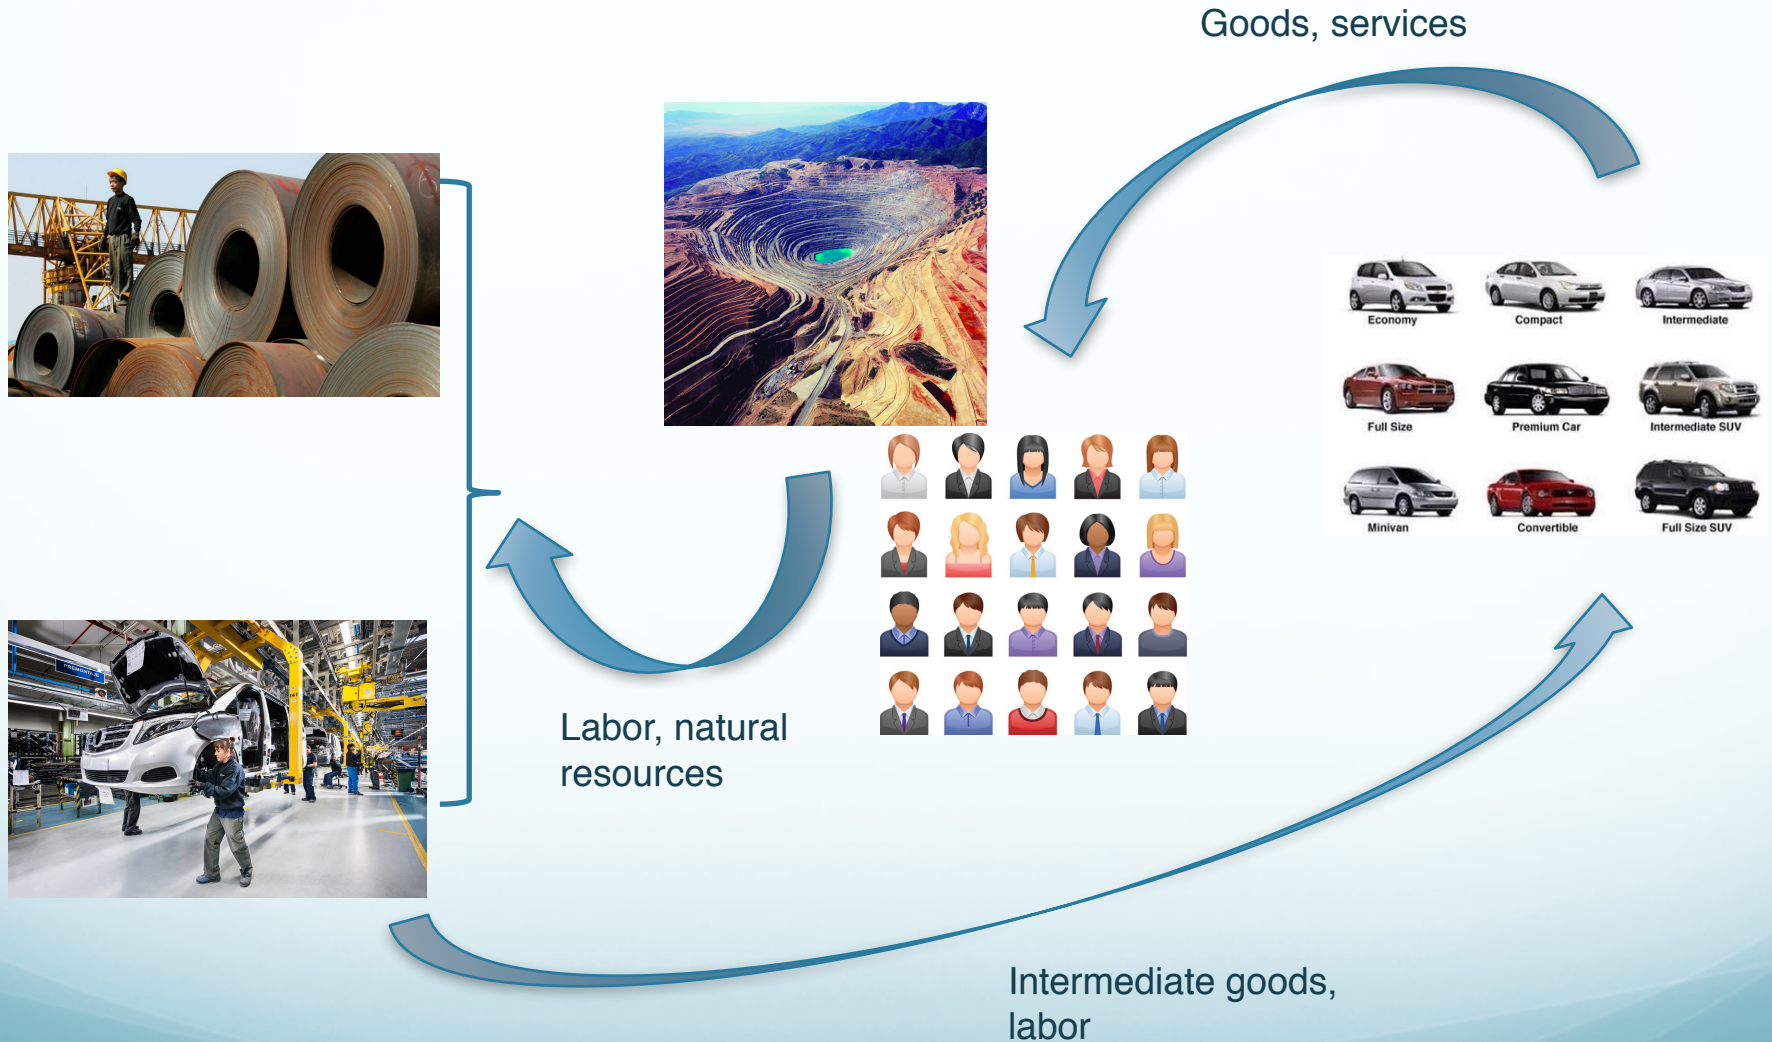 Goods, services
Economy
Compact
Intermediate
Full Size
Premium Car
Intermediate SUV
Minivan
Convertible
Full Size SUV
Labor, natural
resources
Intermediate goods,
labor